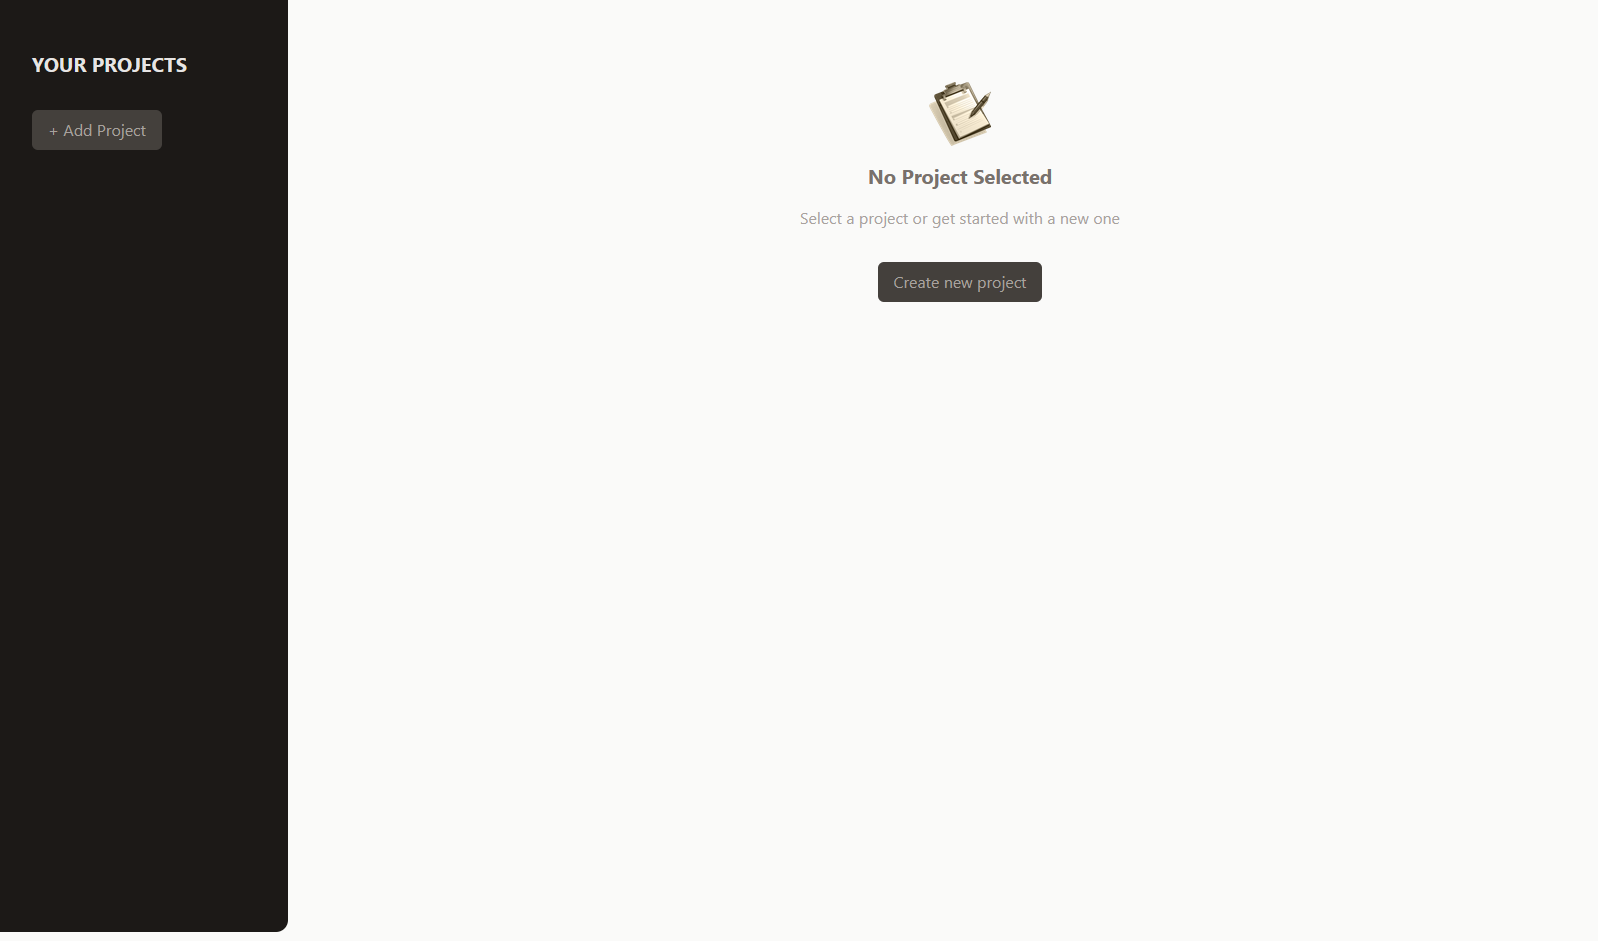 YOUR PROJECTS
+ Add Project
No Project Selected
Select a project or get started with a new one
Create new project